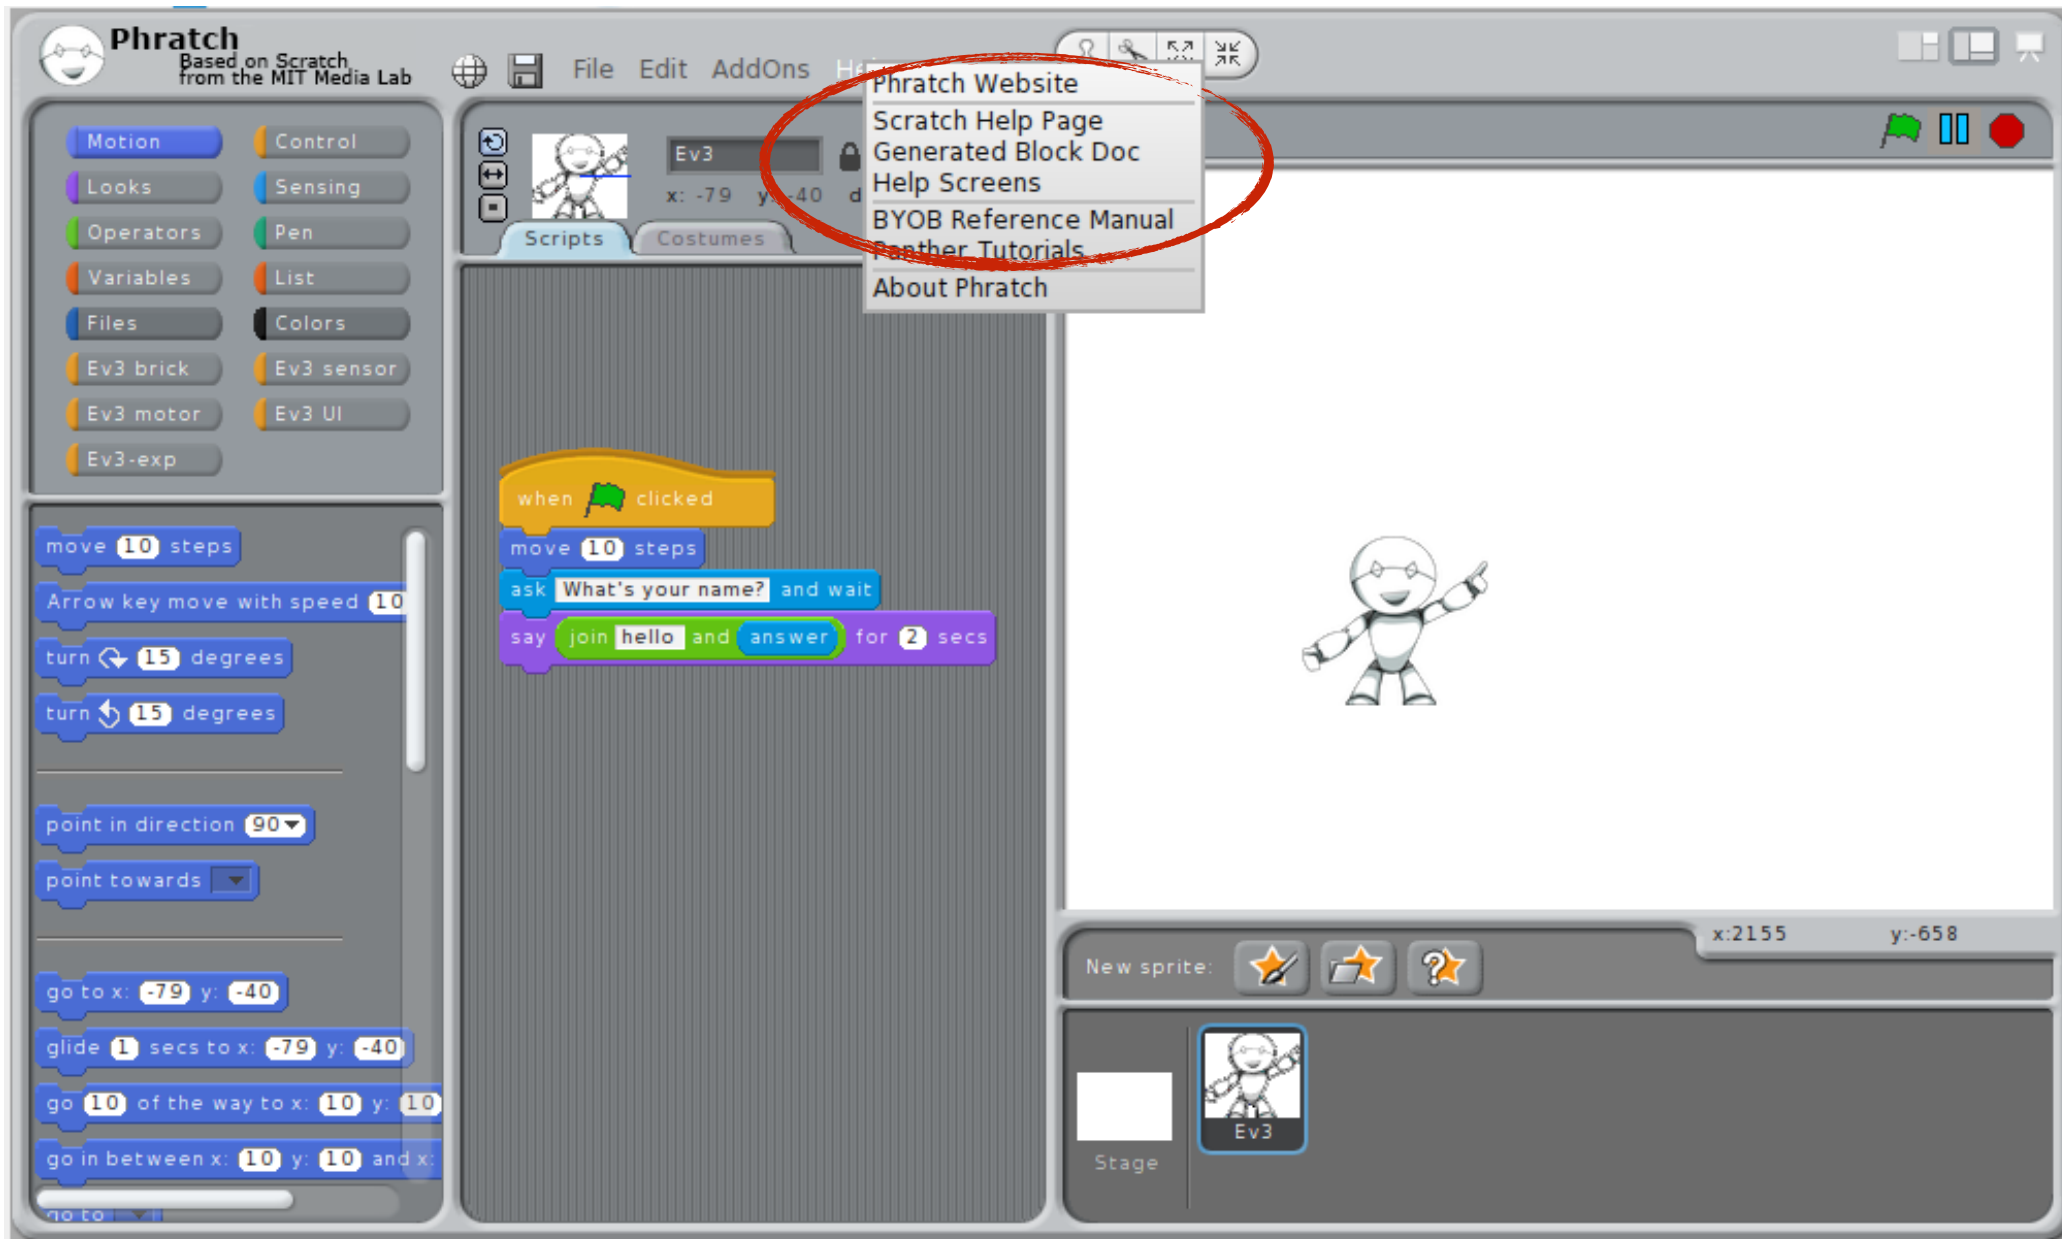 Phratch
Based on Scratch
from the MIT Media Lab
File Edit AddOns
Phratch Website
Scratch Help Page
Generated Block Doc
Help Screens
BYOB Reference Manual
Panther Tutorials
About Phratch
Motion Control
Looks Sensing
Operators Pen
Variables List
Files Colors
Ev3 brick Ev3 sensor
Ev3 motor Ev3 UI
Ev3-exp
Ev3
x: -79 y: -40 d
Scripts Costumes
move 10 steps
Arrow key move with speed 10
turn 15 degrees
turn 15 degrees
point in direction 90
point towards
go to x: -79 y: -40
glide 1 secs to x: -79 y: -40
go 10 of the way to x: 10 y: 10
go in between x: 10 y: 10 and x:
go to
when clicked
move 10 steps
ask What's your name? and wait
say join hello and answer for 2 secs
x:2155 y:-658
New sprite:
Ev3
Stage